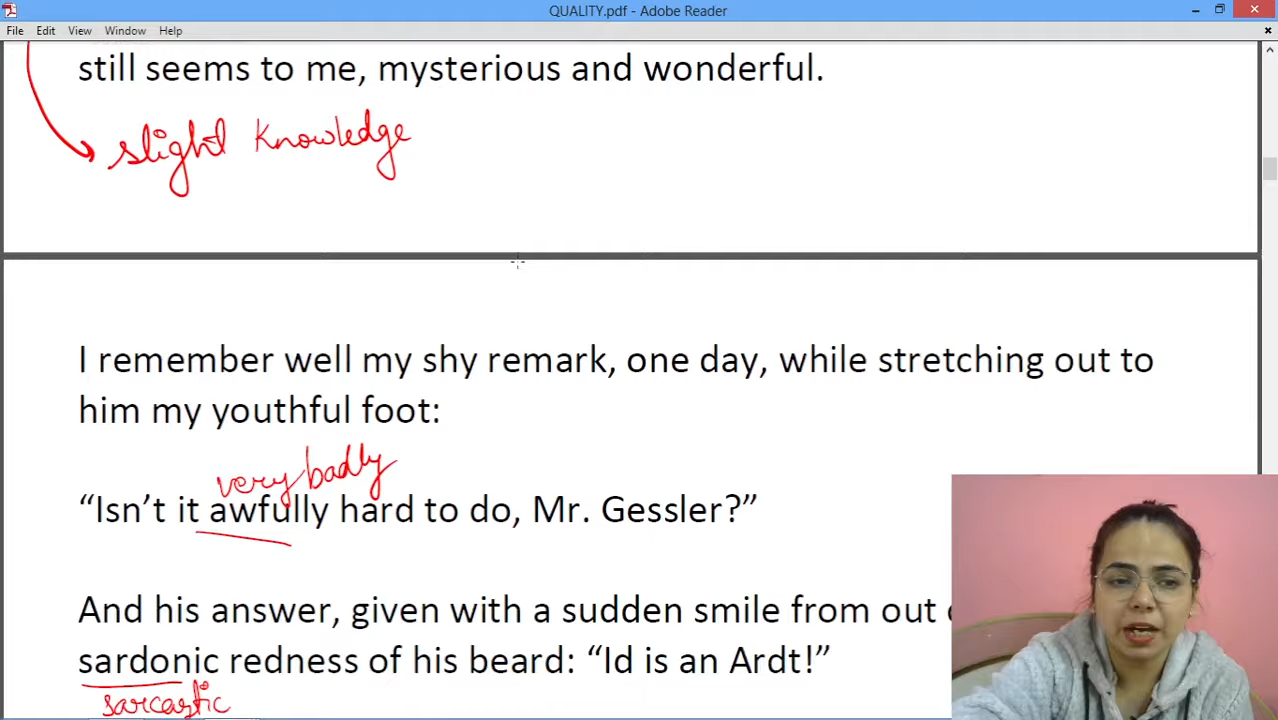 QUALITY.pdf - Adobe Reader
File Edit View Window Help
still seems to me, mysterious and wonderful.
slight knowledge
I remember well my shy remark, one day, while stretching out to
him my youthful foot:
very badly
“Isn’t it awfully hard to do, Mr. Gessler?”
And his answer, given with a sudden smile from out
sardonic redness of his beard: “Id is an Ardt!”
sarcastic